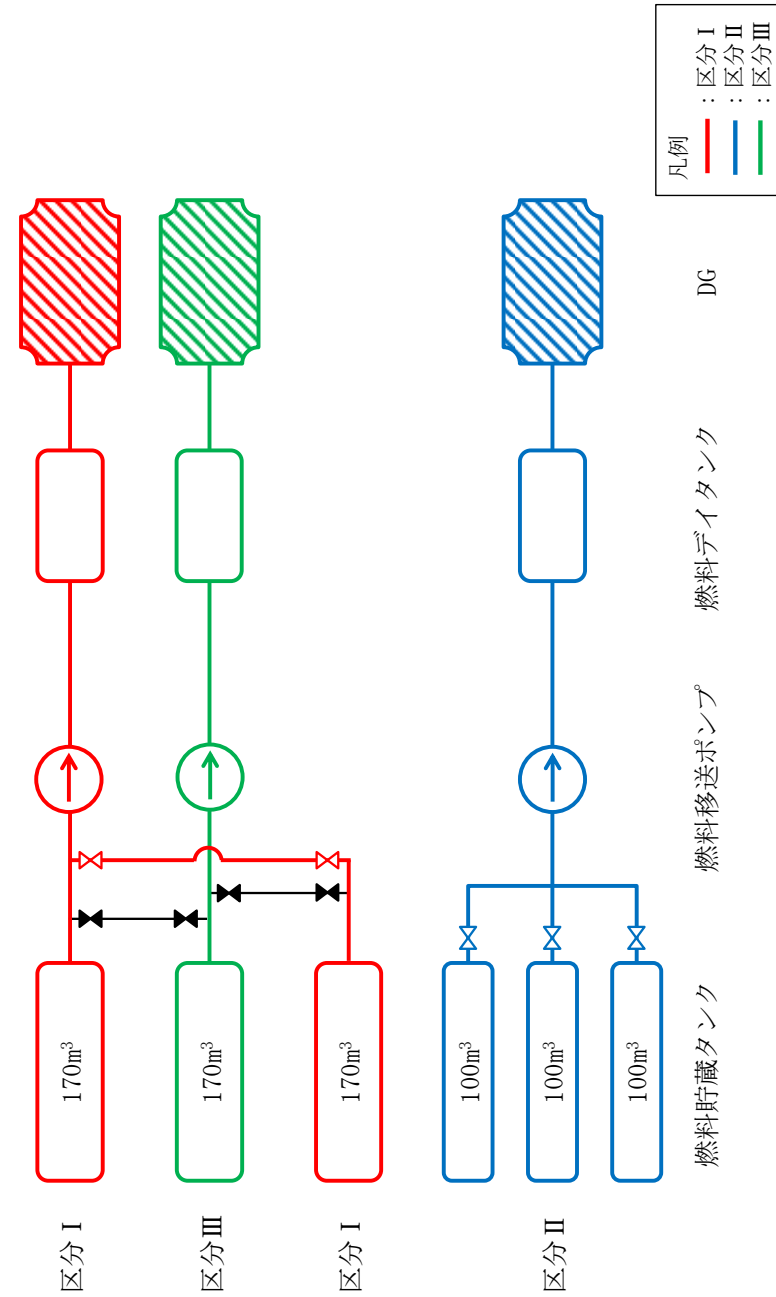 凡例
：区分Ⅰ
：区分Ⅱ
：区分Ⅲ
区分Ⅰ
170m³
区分Ⅲ
170m³
区分Ⅰ
170m³
区分Ⅱ
100m³
100m³
100m³
燃料貯蔵タンク
燃料移送ポンプ
燃料デイタンク
DG